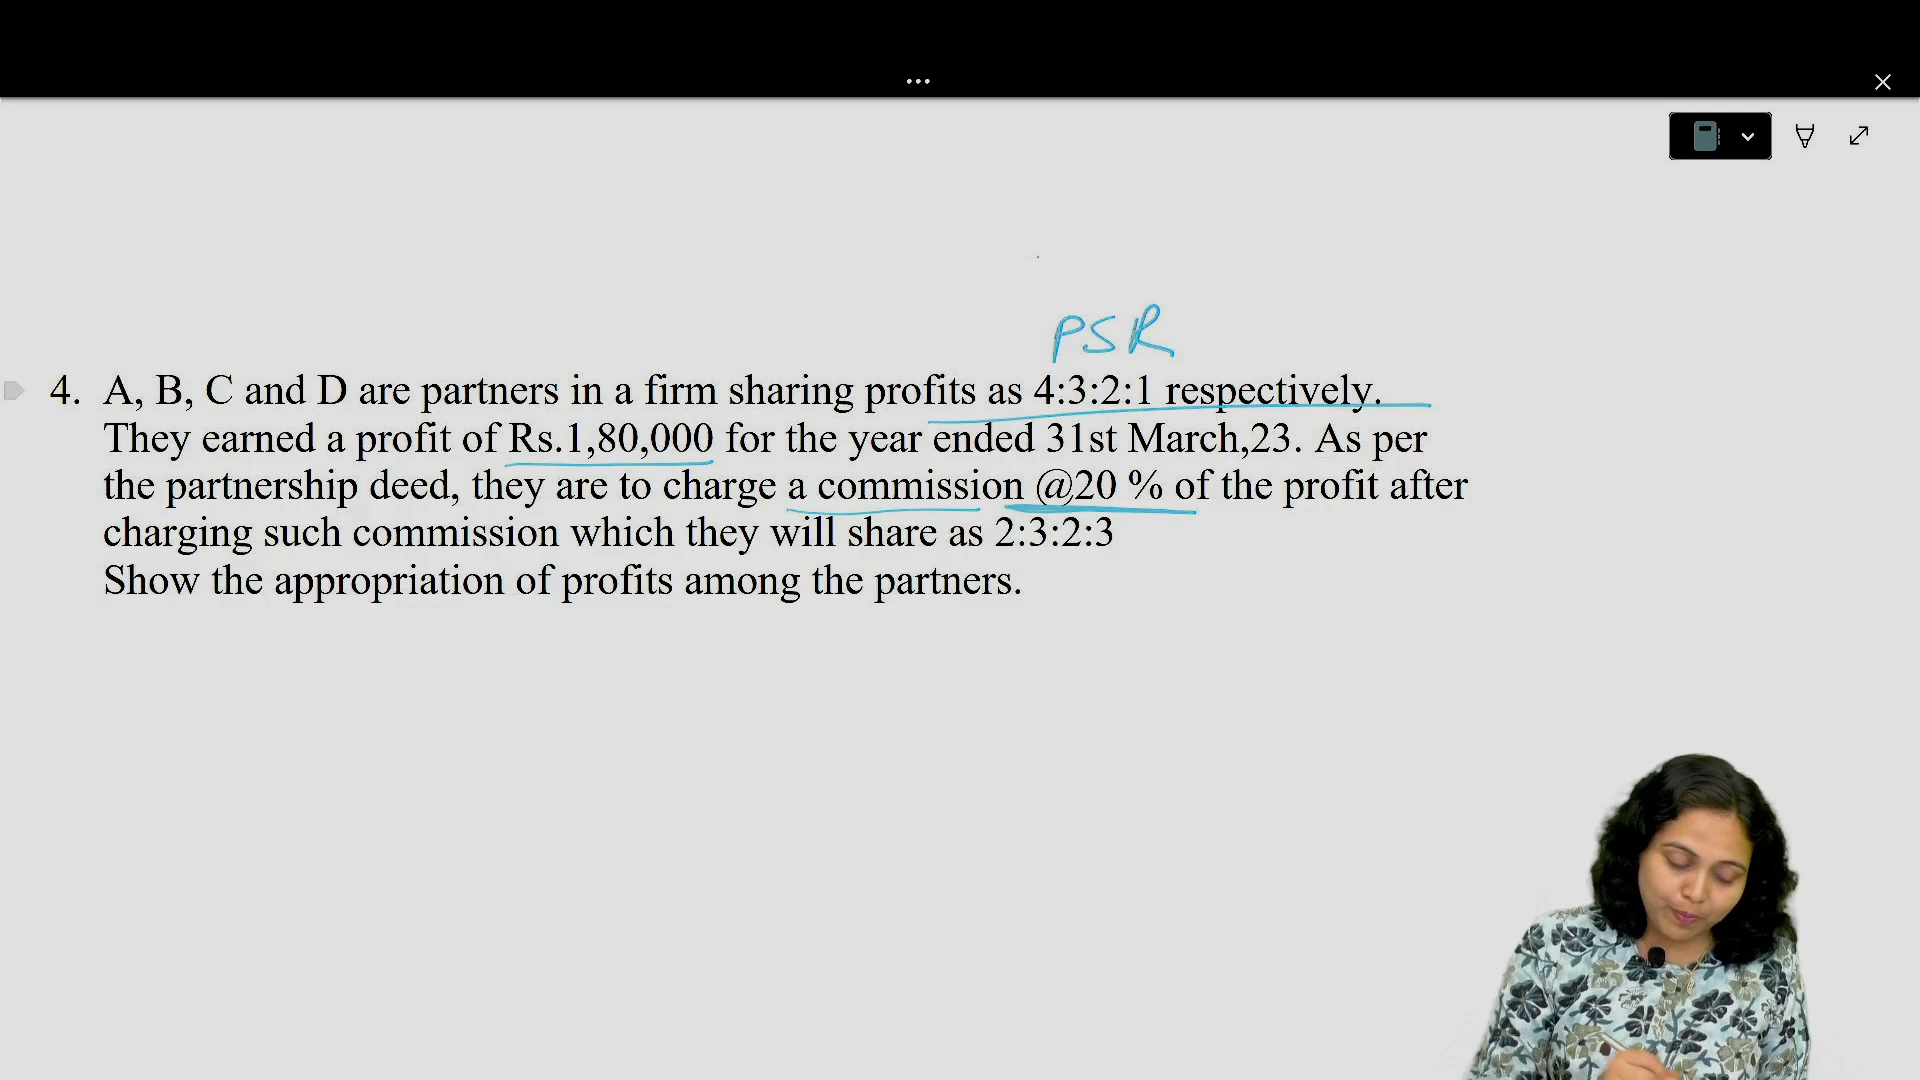 PSR
4. A, B, C and D are partners in a firm sharing profits as 4:3:2:1 respectively.
They earned a profit of Rs.1,80,000 for the year ended 31st March,23. As per
the partnership deed, they are to charge a commission @20 % of the profit after
charging such commission which they will share as 2:3:2:3
Show the appropriation of profits among the partners.